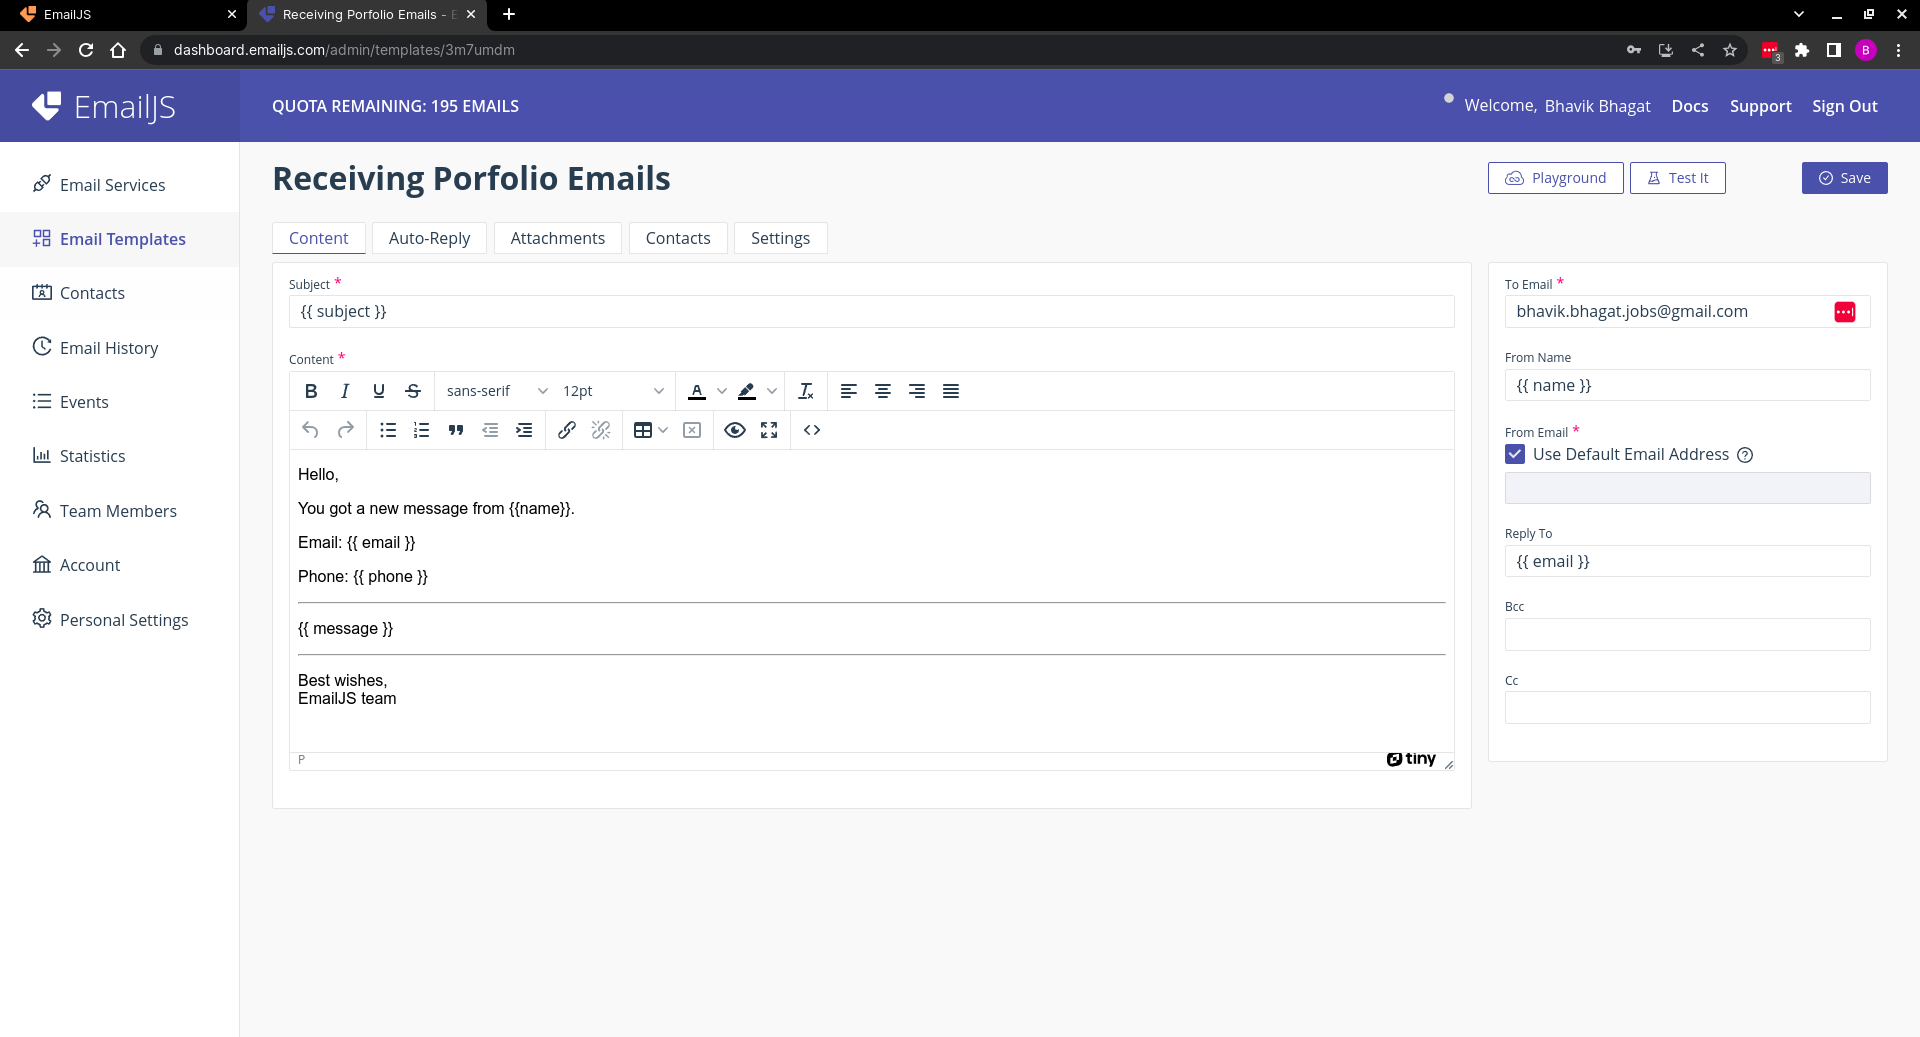 EmailJS
Receiving Porfolio Emails -
dashboard.emailjs.com/admin/templates/3m7umdm
3
B
EmailJS
QUOTA REMAINING: 195 EMAILS
Welcome, Bhavik Bhagat
Docs
Support
Sign Out
Email Services
Email Templates
Contacts
Email History
Events
Statistics
Team Members
Account
Personal Settings
Receiving Porfolio Emails
Playground
Test It
Save
Content
Auto-Reply
Attachments
Contacts
Settings
Subject *
{{ subject }}
Content *
B I U S sans-serif 12pt A
Hello,
You got a new message from {{name}}.
Email: {{ email }}
Phone: {{ phone }}
{{ message }}
Best wishes,
EmailJS team
P
tiny
To Email *
bhavik.bhagat.jobs@gmail.com
From Name
{{ name }}
From Email *
Use Default Email Address
Reply To
{{ email }}
Bcc
Cc